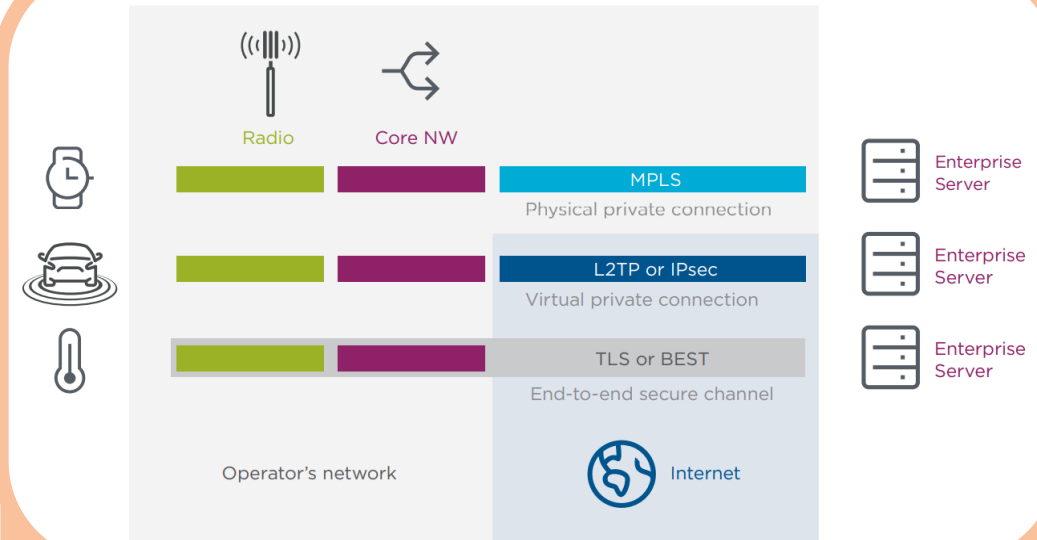 Radio
Core NW
MPLS
Physical private connection
Enterprise
Server
L2TP or IPsec
Virtual private connection
Enterprise
Server
TLS or BEST
End-to-end secure channel
Enterprise
Server
Operator's network
Internet